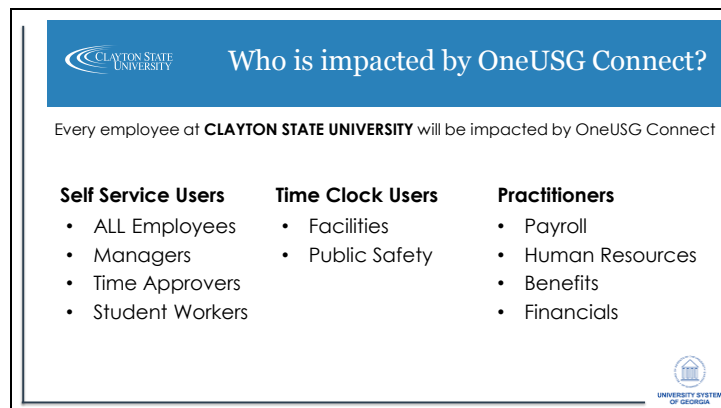 CLAYTON STATE
UNIVERSITY
Who is impacted by OneUSG Connect?
Every employee at CLAYTON STATE UNIVERSITY will be impacted by OneUSG Connect
Self Service Users
• ALL Employees
• Managers
• Time Approvers
• Student Workers
Time Clock Users
• Facilities
• Public Safety
Practitioners
• Payroll
• Human Resources
• Benefits
• Financials
UNIVERSITY SYSTEM
OF GEORGIA